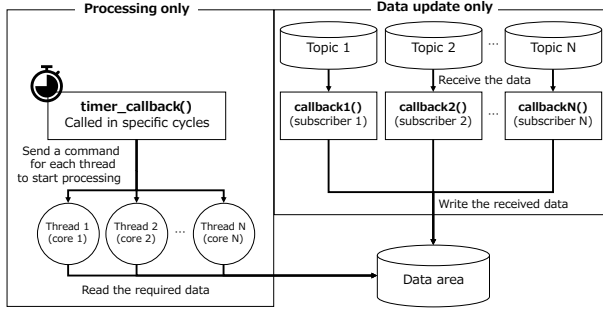 Processing only
timer_callback()
Called in specific cycles
Send a command
for each thread
to start processing
Thread 1
(core 1)
Thread 2
(core 2)
...
Thread N
(core N)
Read the required data
Data update only
Topic 1
Topic 2
...
Topic N
Receive the data
callback1()
(subscriber 1)
callback2()
(subscriber 2)
...
callbackN()
(subscriber N)
Write the received data
Data area